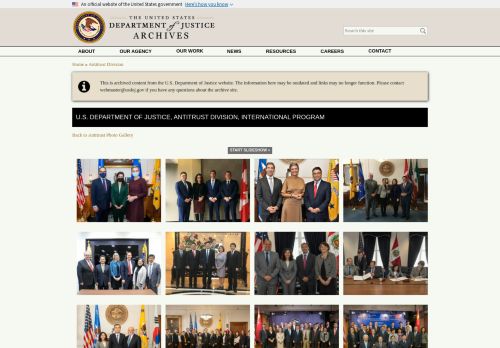 An official website of the United States government
Here's how you know
THE UNITED STATES
DEPARTMENT of JUSTICE
ARCHIVES
Search this site
ABOUT
OUR AGENCY
OUR WORK
NEWS
RESOURCES
CAREERS
CONTACT
Home » Antitrust Division
This is archived content from the U.S. Department of Justice website. The information here may be outdated and links may no longer function. Please contact
webmaster@usdoj.gov if you have any questions about the archive site.
U.S. DEPARTMENT OF JUSTICE, ANTITRUST DIVISION, INTERNATIONAL PROGRAM
Back to Antitrust Photo Gallery
START SLIDESHOW »